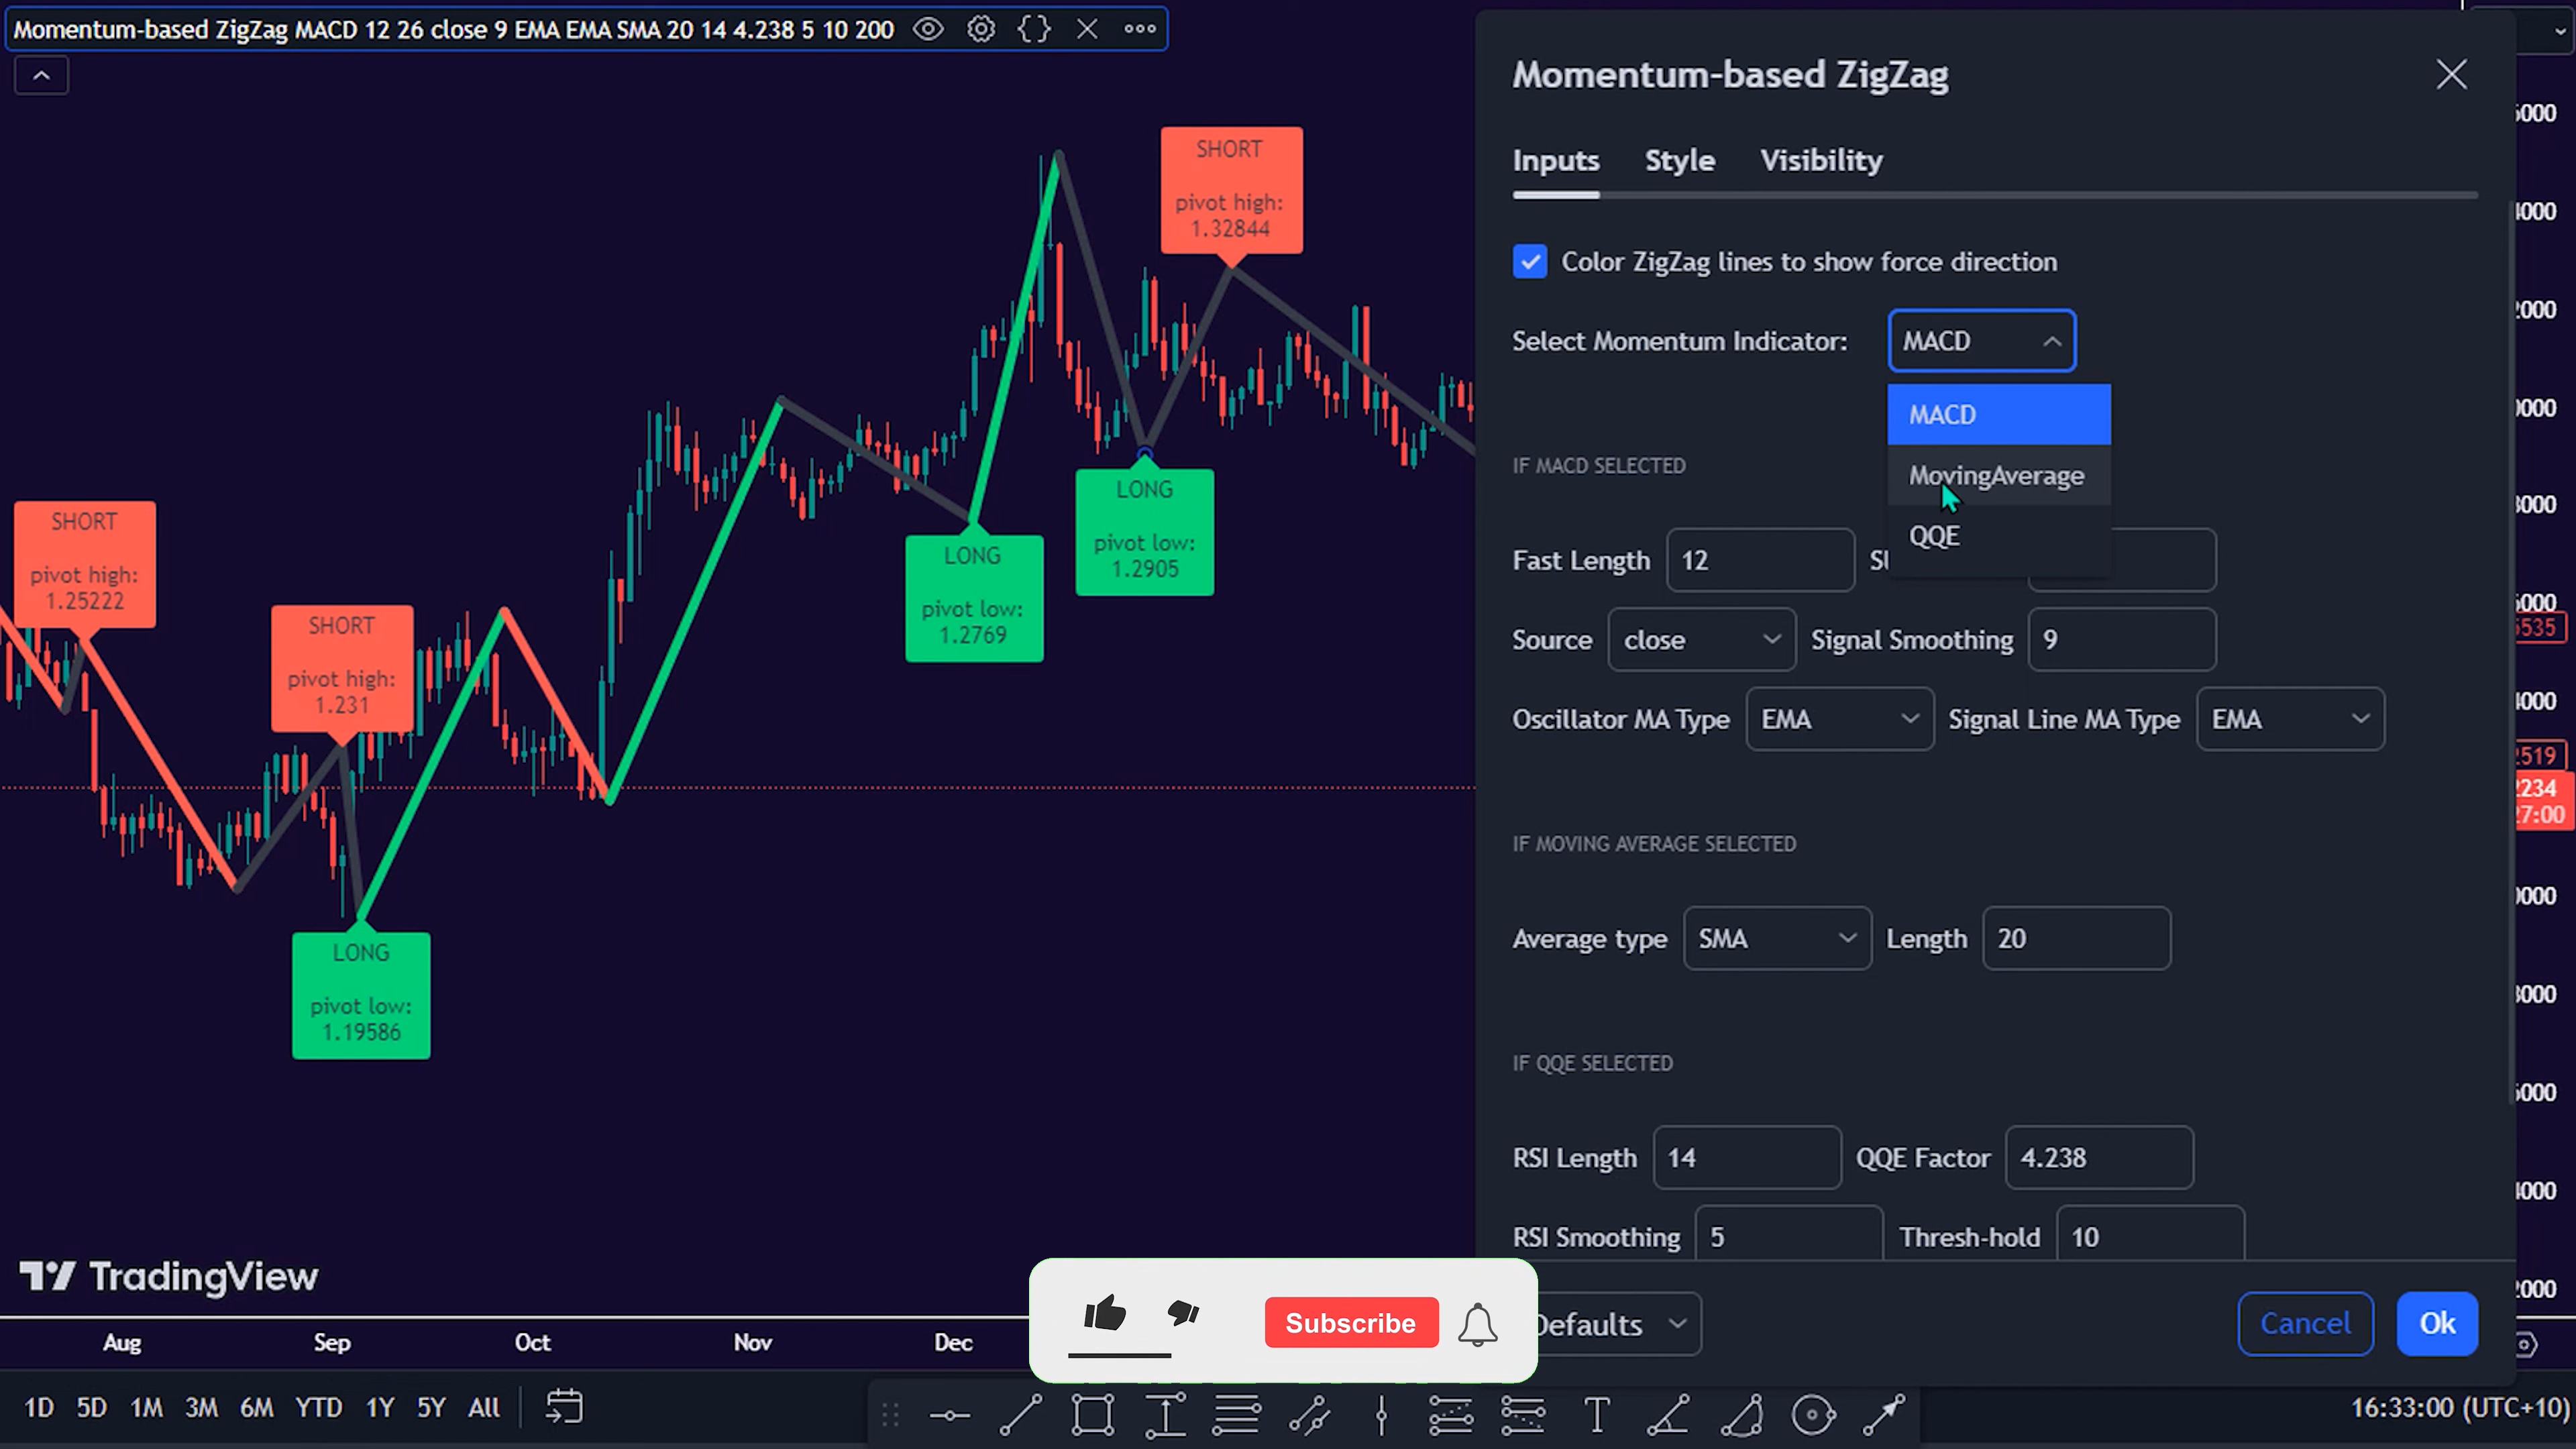 Momentum-based ZigZag MACD 12 26 close 9 EMA EMA SMA 20 14 4.238 5 10 200
SHORT
pivot high:
1.25222
SHORT
pivot high:
1.231
LONG
pivot low:
1.19586
LONG
pivot low:
1.2769
LONG
pivot low:
1.2905
SHORT
pivot high:
1.32844
Momentum-based ZigZag
Inputs Style Visibility
Color ZigZag lines to show force direction
Select Momentum Indicator: MACD
MACD
MovingAverage
QQE
IF MACD SELECTED
Fast Length 12
Source close Signal Smoothing 9
Oscillator MA Type EMA Signal Line MA Type EMA
IF MOVING AVERAGE SELECTED
Average type SMA Length 20
IF QQE SELECTED
RSI Length 14 QQE Factor 4.238
RSI Smoothing 5 Thresh-hold 10
Defaults Cancel Ok
TradingView
Subscribe
Aug Sep Oct Nov Dec
1D 5D 1M 3M 6M YTD 1Y 5Y All
16:33:00 (UTC+10)